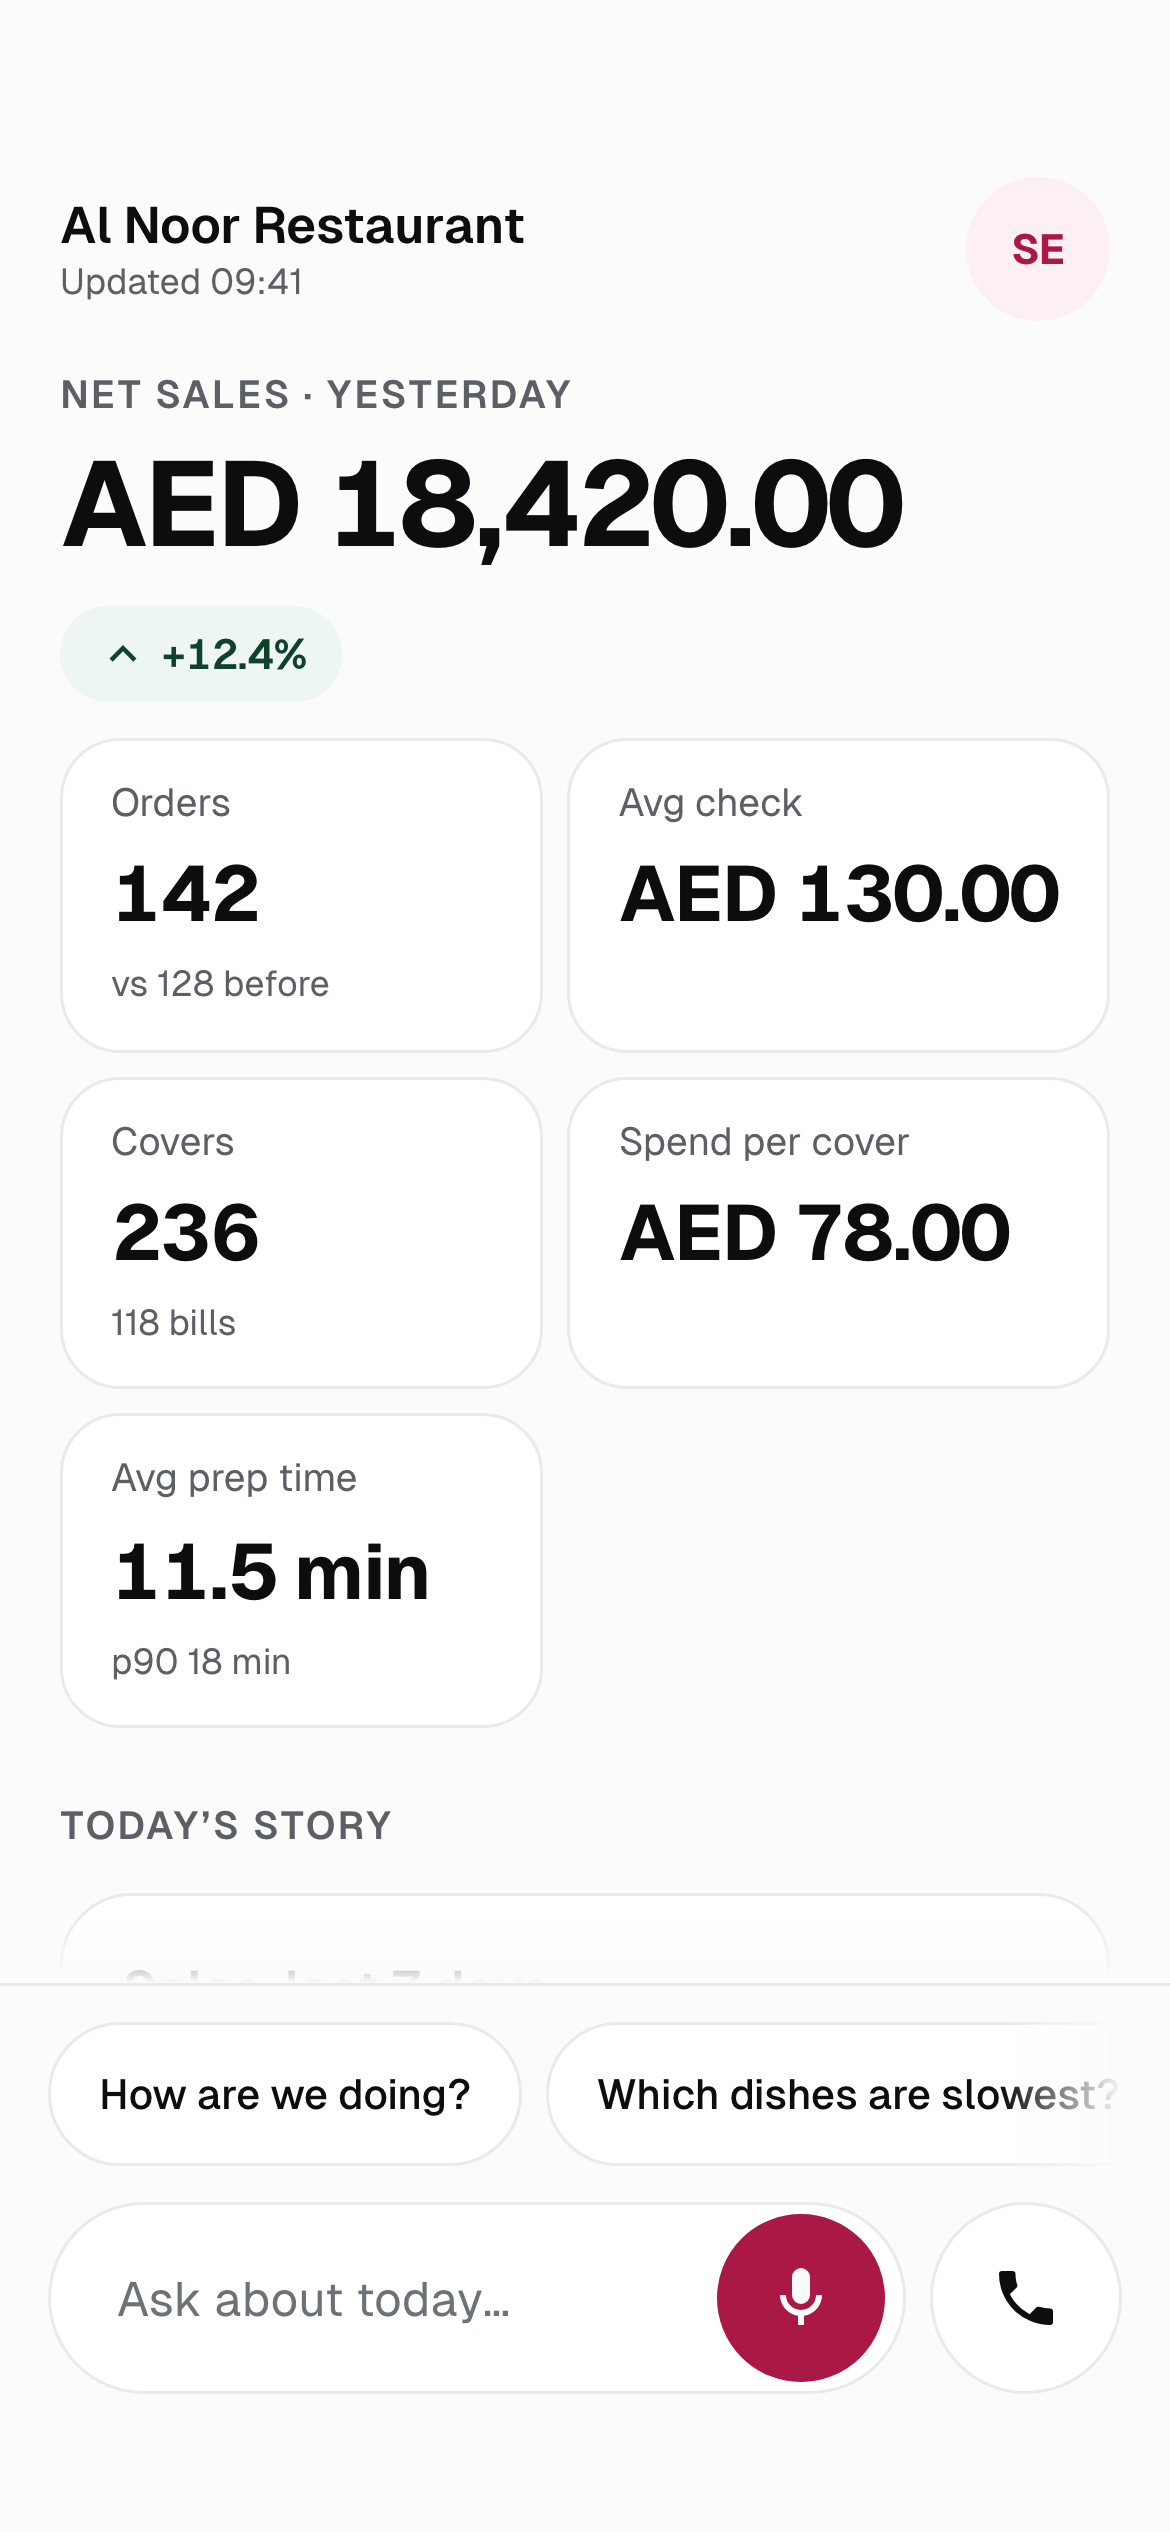 Al Noor Restaurant
Updated 09:41
SE
NET SALES · YESTERDAY
AED 18,420.00
+12.4%
Orders
142
vs 128 before
Avg check
AED 130.00
Covers
236
118 bills
Spend per cover
AED 78.00
Avg prep time
11.5 min
p90 18 min
TODAY’S STORY
How are we doing?
Which dishes are slowest?
Ask about today...